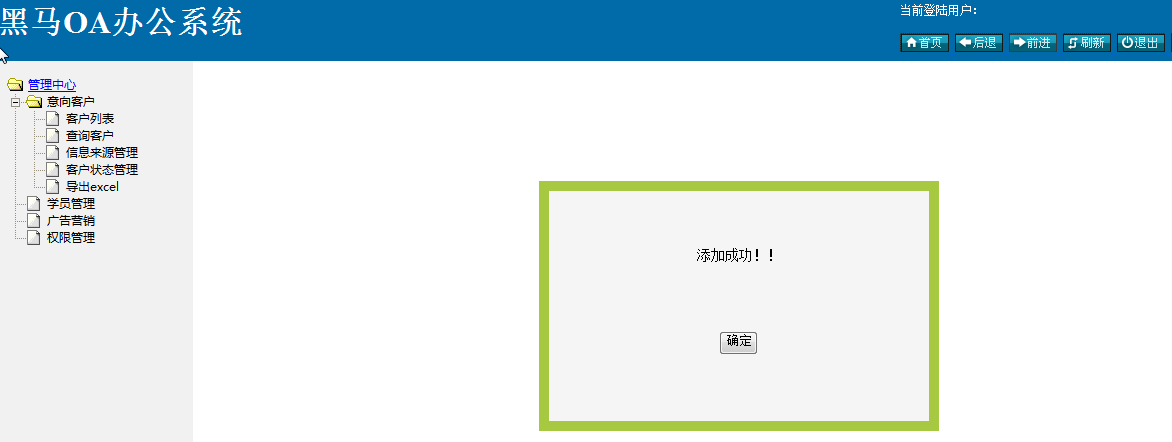 黑马OA办公系统
当前登陆用户：
首页 后退 前进 刷新 退出
管理中心
意向客户
客户列表
查询客户
信息来源管理
客户状态管理
导出excel
学员管理
广告营销
权限管理
添加成功！！
确定